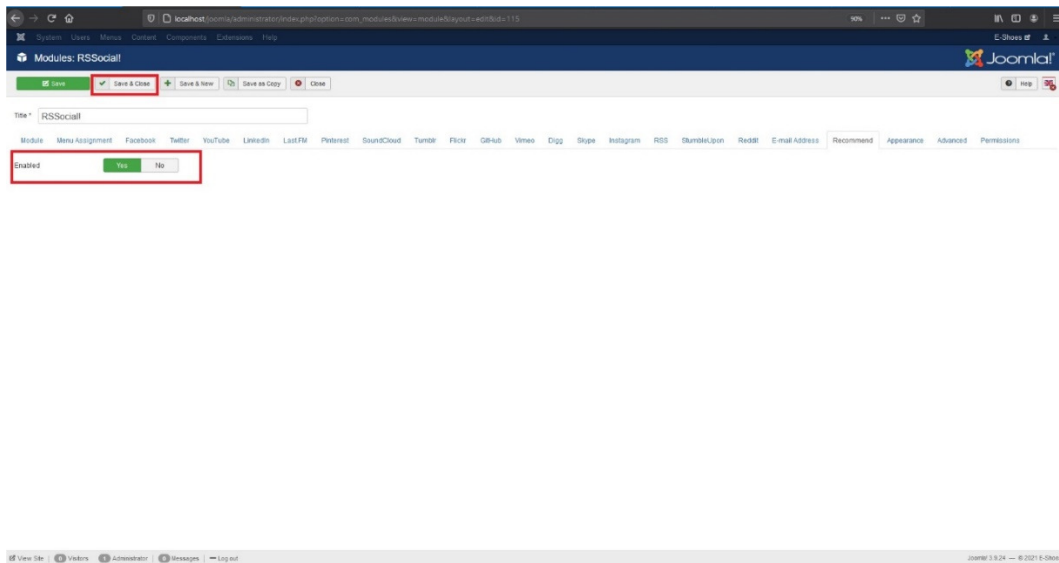 localhost/joomla/administrator/index.php?option=com_modules&view=module&layout=edit&id=115 90%
System Users Menus Content Components Extensions Help E-Shoes
Modules: RSSocial! Joomla!
Save Save & Close Save & New Save as Copy Close Help
Title * RSSocial!
Module Menu Assignment Facebook Twitter YouTube LinkedIn Last.FM Pinterest SoundCloud Tumblr Flickr GitHub Vimeo Digg Skype Instagram RSS StumbleUpon Reddit E-mail Address Recommend Appearance Advanced Permissions
Enabled Yes No
View Site 0 Visitors 1 Administrator 0 Messages Log out Joomla! 3.9.24 — © 2021 E-Shoes